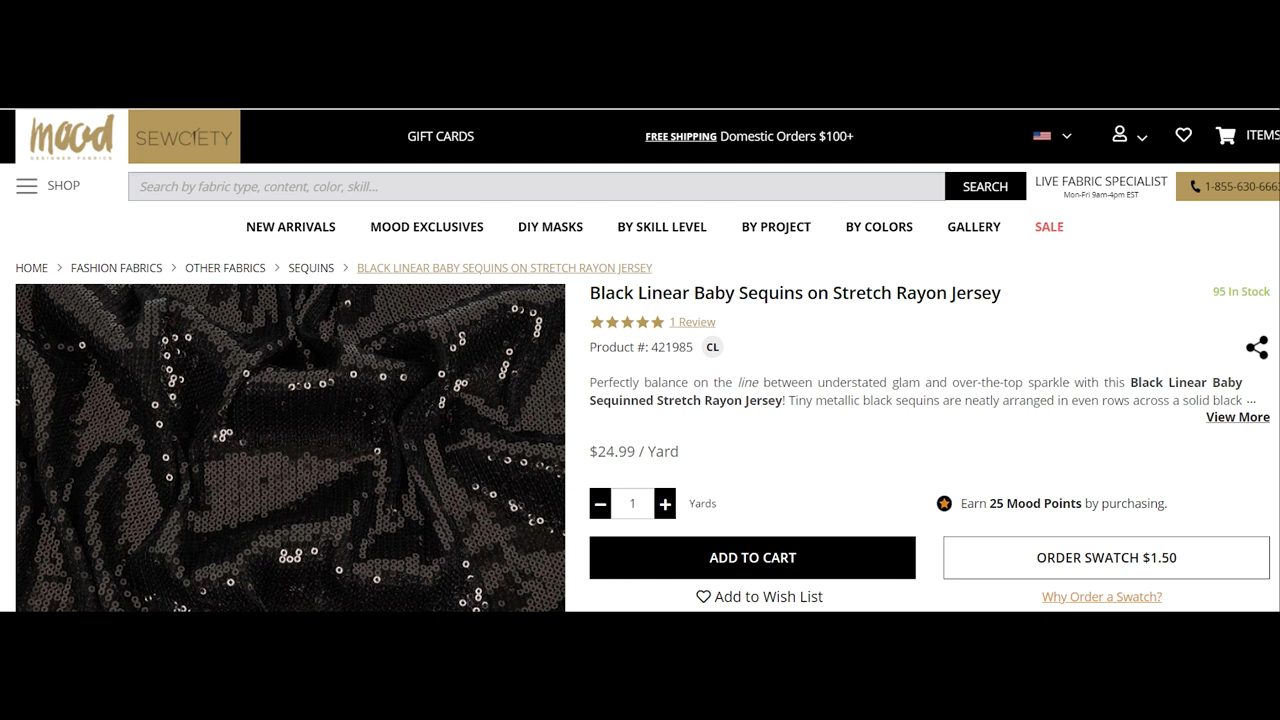 mood
DESIGNER FABRICS
SEWCIETY
GIFT CARDS
FREE SHIPPING Domestic Orders $100+
ITEMS
SHOP
Search by fabric type, content, color, skill...
SEARCH
LIVE FABRIC SPECIALIST
Mon-Fri 9am-4pm EST
1-855-630-666
NEW ARRIVALS MOOD EXCLUSIVES DIY MASKS BY SKILL LEVEL BY PROJECT BY COLORS GALLERY SALE
HOME > FASHION FABRICS > OTHER FABRICS > SEQUINS > BLACK LINEAR BABY SEQUINS ON STRETCH RAYON JERSEY
Black Linear Baby Sequins on Stretch Rayon Jersey
95 In Stock
1 Review
Product #: 421985 CL
Perfectly balance on the line between understated glam and over-the-top sparkle with this Black Linear Baby
Sequinned Stretch Rayon Jersey! Tiny metallic black sequins are neatly arranged in even rows across a solid black ...
View More
$24.99 / Yard
− 1 + Yards
Earn 25 Mood Points by purchasing.
ADD TO CART
ORDER SWATCH $1.50
Add to Wish List
Why Order a Swatch?